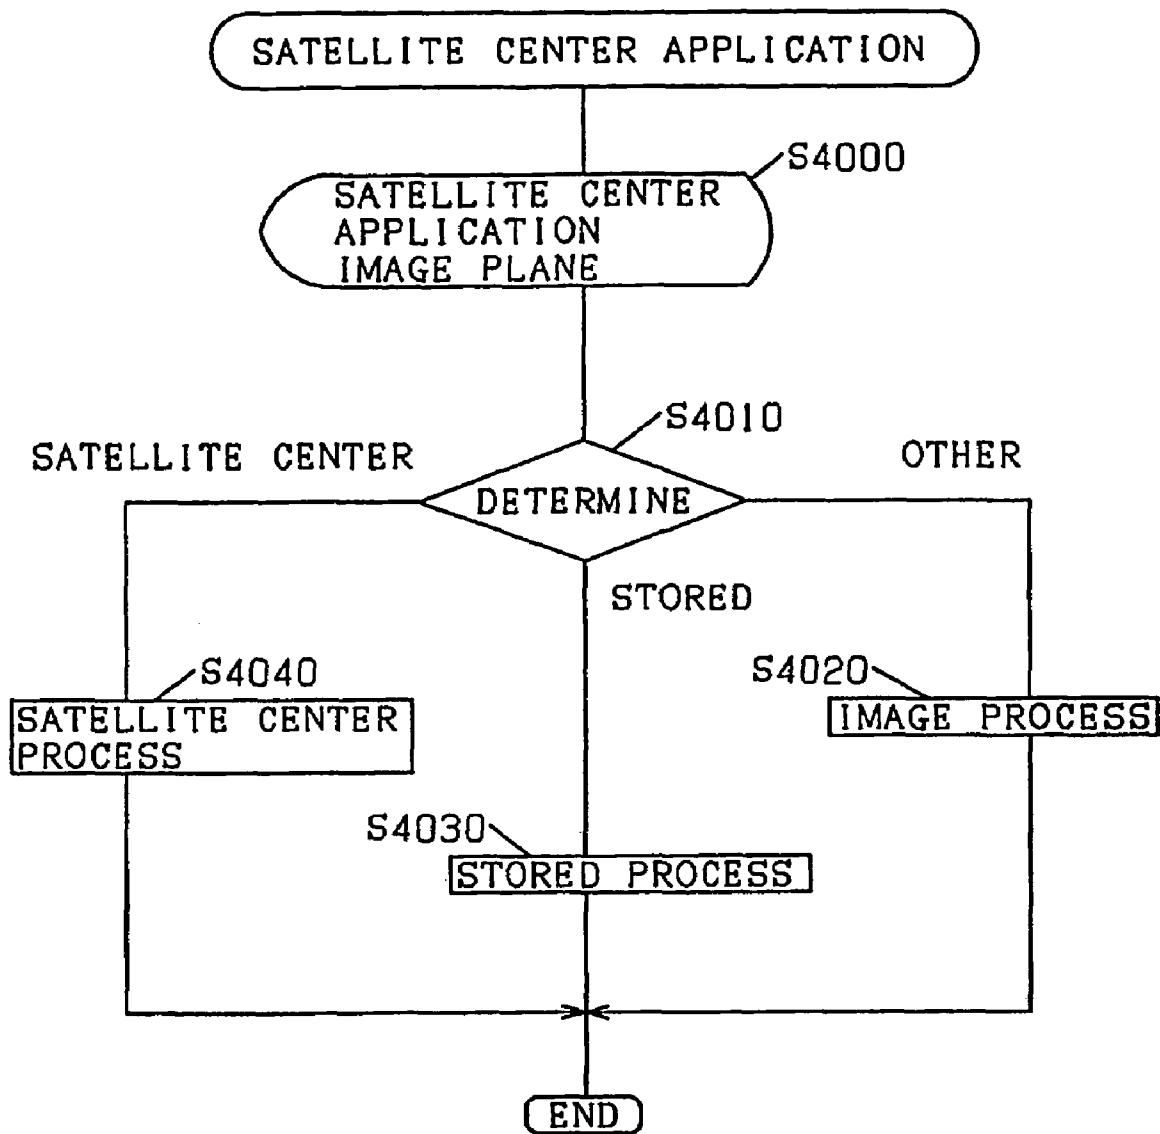 SATELLITE CENTER APPLICATION
S4000
SATELLITE CENTER
APPLICATION
IMAGE PLANE
S4010
SATELLITE CENTER
OTHER
DETERMINE
STORED
S4040
S4020
SATELLITE CENTER
PROCESS
IMAGE PROCESS
S4030
STORED PROCESS
END